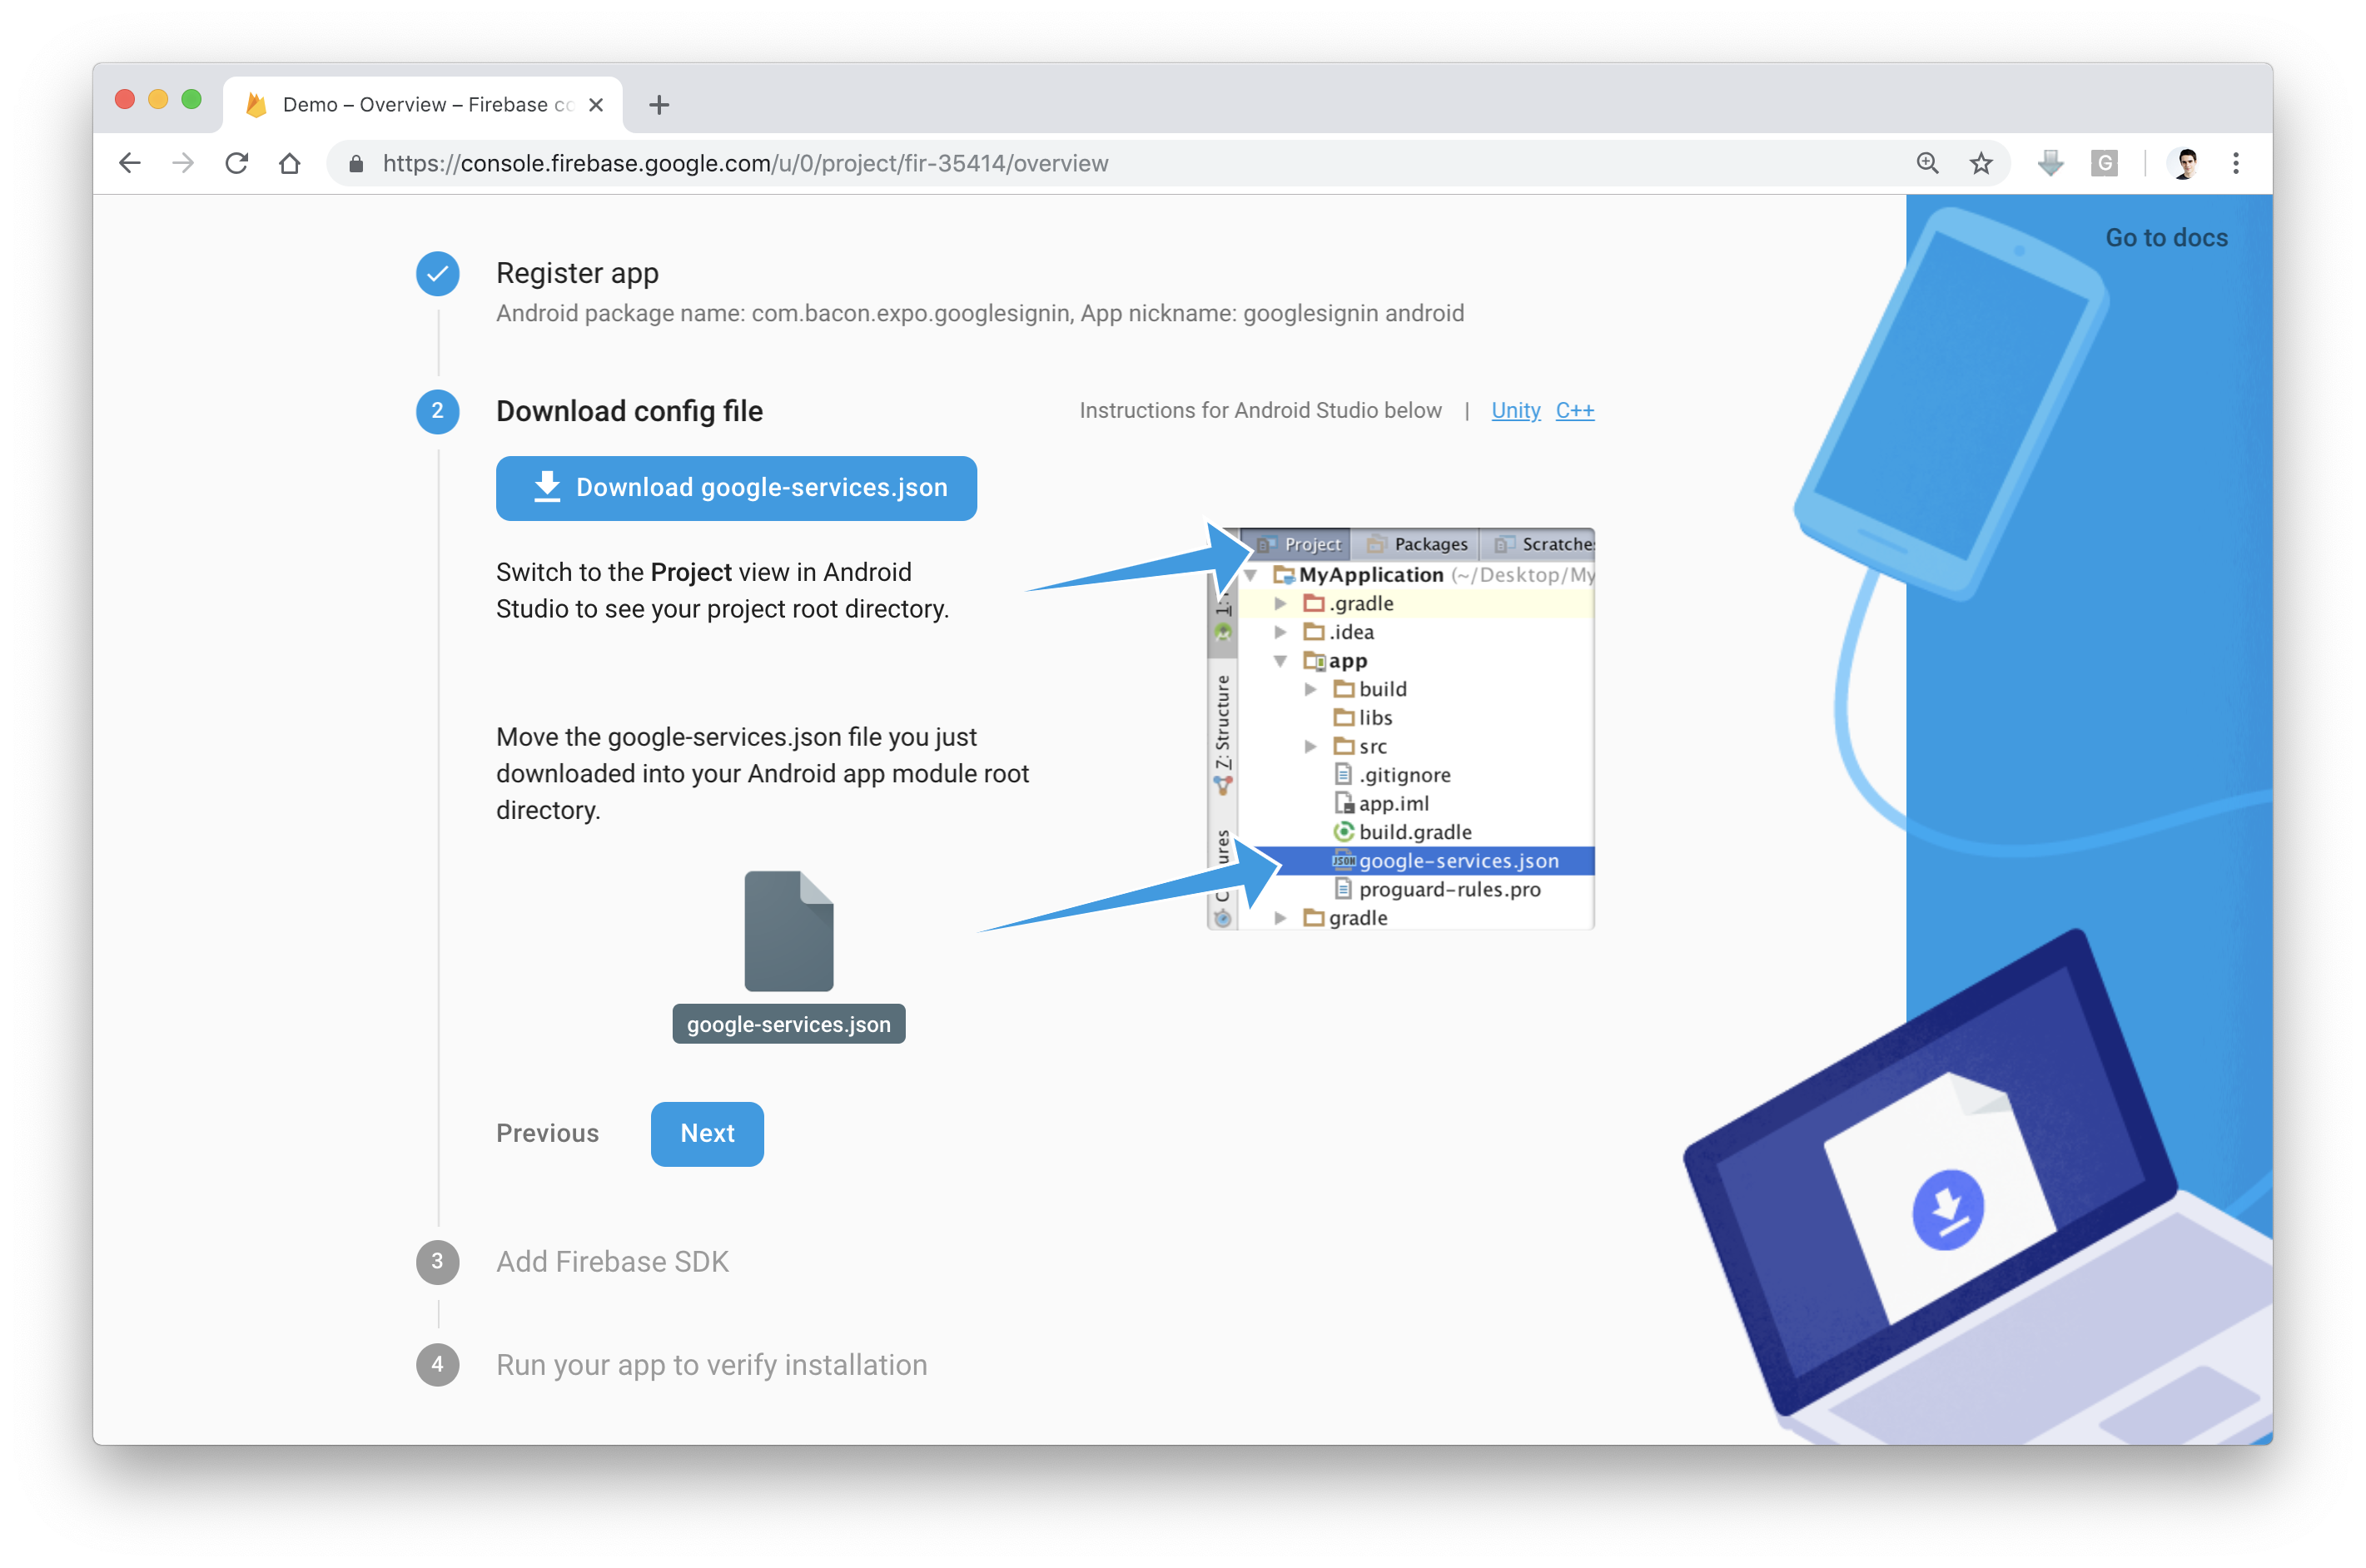 Demo – Overview – Firebase co
https://console.firebase.google.com/u/0/project/fir-35414/overview
G
Go to docs
Register app
Android package name: com.bacon.expo.googlesignin, App nickname: googlesignin android
2
Download config file
Instructions for Android Studio below | Unity C++
Download google-services.json
Switch to the Project view in Android
Studio to see your project root directory.
Move the google-services.json file you just
downloaded into your Android app module root
directory.
google-services.json
Project Packages Scratches
MyApplication (~/Desktop/My
.gradle
.idea
app
build
libs
src
.gitignore
app.iml
build.gradle
JSON google-services.json
proguard-rules.pro
gradle
1:
7: Structure
Previous
Next
3
Add Firebase SDK
4
Run your app to verify installation